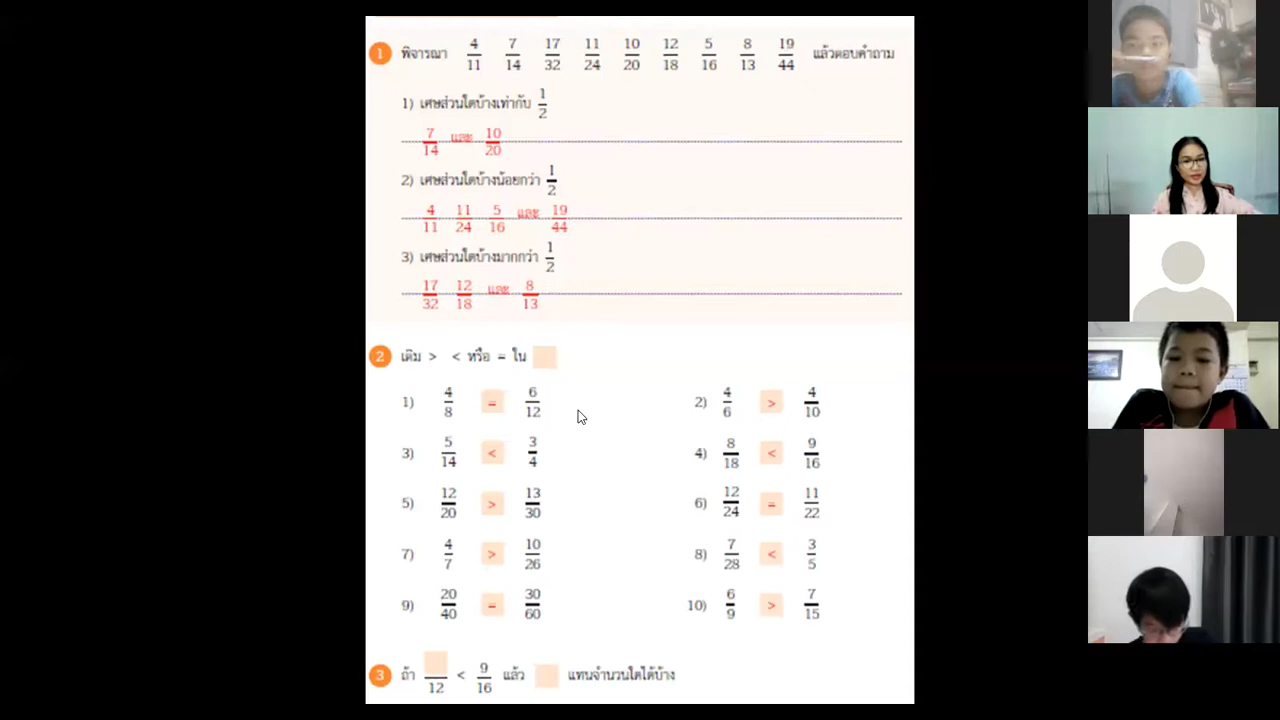 1 พิจารณา 4/11 7/14 17/32 11/24 10/20 12/18 5/16 8/13 19/44 แล้วตอบคำถาม
1) เศษส่วนใดบ้างเท่ากับ 1/2
7/14 และ 10/20
2) เศษส่วนใดบ้างน้อยกว่า 1/2
4/11 11/24 5/16 และ 19/44
3) เศษส่วนใดบ้างมากกว่า 1/2
17/32 12/18 และ 8/13
2 เติม > < หรือ = ใน
1) 4/8 = 6/12 2) 4/6 > 4/10
3) 5/14 < 3/4 4) 8/18 < 9/16
5) 12/20 > 13/30 6) 12/24 = 11/22
7) 4/7 > 10/26 8) 7/28 < 3/5
9) 20/40 = 30/60 10) 6/9 > 7/15
3 ถ้า /12 < 9/16 แล้ว แทนจำนวนใดได้บ้าง